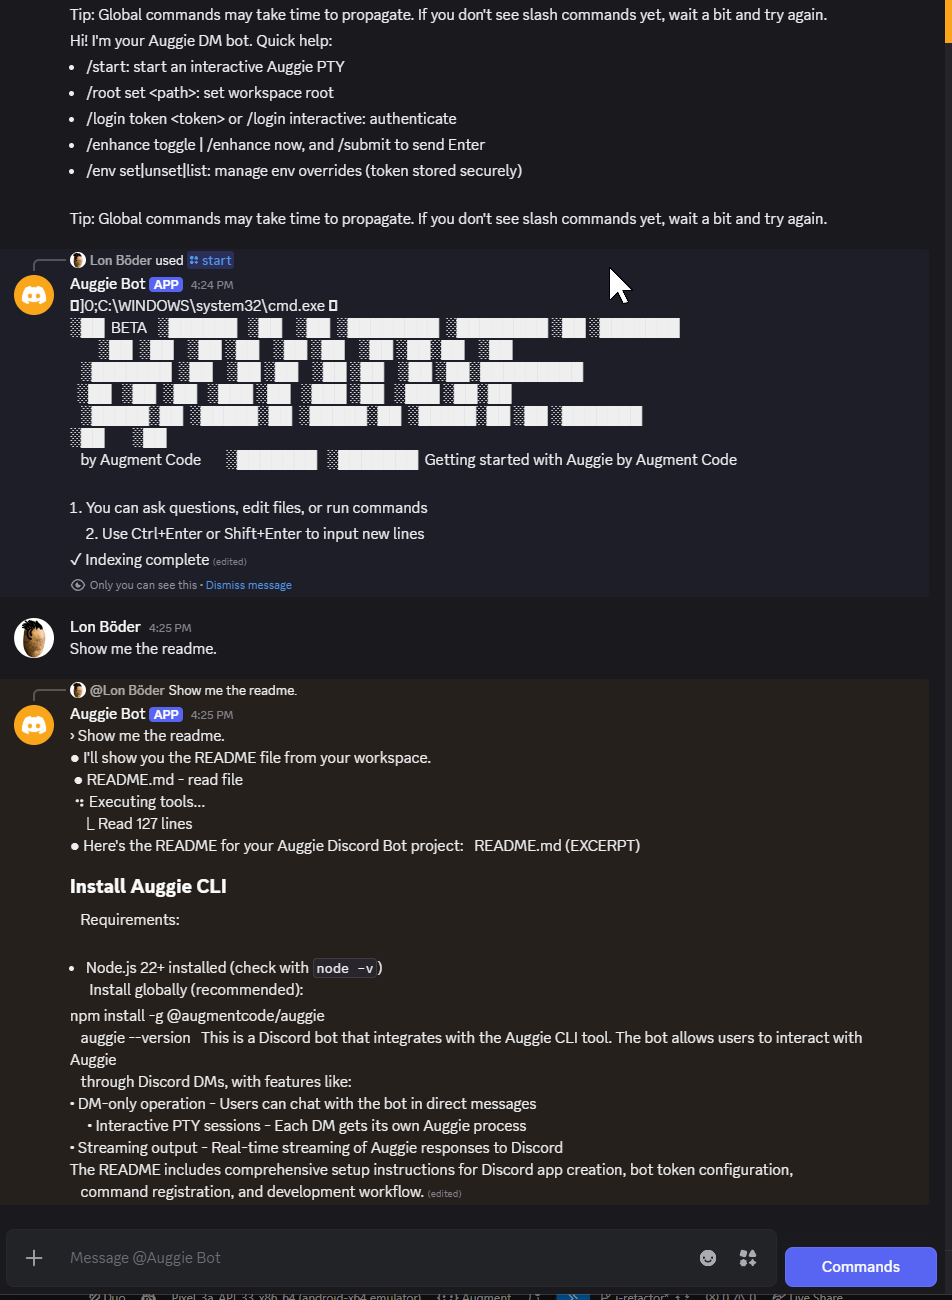 Tip: Global commands may take time to propagate. If you don't see slash commands yet, wait a bit and try again.
Hi! I'm your Auggie DM bot. Quick help:
• /start: start an interactive Auggie PTY
• /root set <path>: set workspace root
• /login token <token> or /login interactive: authenticate
• /enhance toggle | /enhance now, and /submit to send Enter
• /env set|unset|list: manage env overrides (token stored securely)
Tip: Global commands may take time to propagate. If you don't see slash commands yet, wait a bit and try again.
Lon Böder used start
Auggie Bot APP 4:24 PM
]0;C:\WINDOWS\system32\cmd.exe
BETA
by Augment Code Getting started with Auggie by Augment Code
1. You can ask questions, edit files, or run commands
2. Use Ctrl+Enter or Shift+Enter to input new lines
✓ Indexing complete (edited)
Only you can see this • Dismiss message
Lon Böder 4:25 PM
Show me the readme.
@Lon Böder Show me the readme.
Auggie Bot APP 4:25 PM
› Show me the readme.
● I'll show you the README file from your workspace.
● README.md - read file
Executing tools...
⎿ Read 127 lines
● Here's the README for your Auggie Discord Bot project: README.md (EXCERPT)
Install Auggie CLI
Requirements:
• Node.js 22+ installed (check with node -v)
Install globally (recommended):
npm install -g @augmentcode/auggie
auggie --version This is a Discord bot that integrates with the Auggie CLI tool. The bot allows users to interact with
Auggie
through Discord DMs, with features like:
• DM-only operation - Users can chat with the bot in direct messages
• Interactive PTY sessions - Each DM gets its own Auggie process
• Streaming output - Real-time streaming of Auggie responses to Discord
The README includes comprehensive setup instructions for Discord app creation, bot token configuration,
command registration, and development workflow. (edited)
Message @Auggie Bot
Commands
Duo Pixel_3a_API_33_x86_64 (android-x64 emulator) Augment Live Share